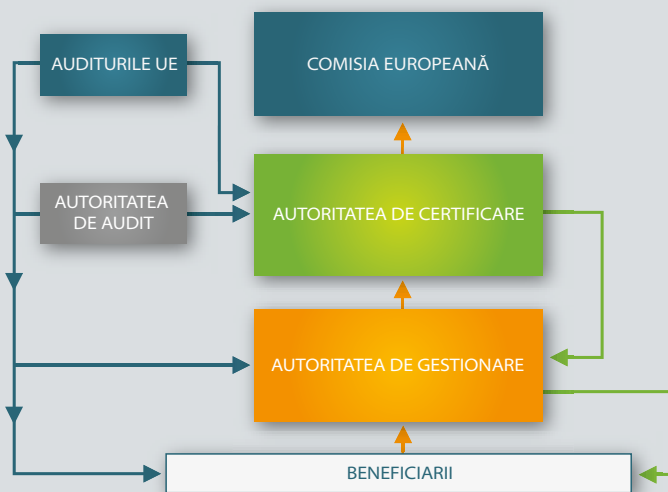 AUDITURILE UE
COMISIA EUROPEANĂ
AUTORITATEA
DE AUDIT
AUTORITATEA DE CERTIFICARE
AUTORITATEA DE GESTIONARE
BENEFICIARII